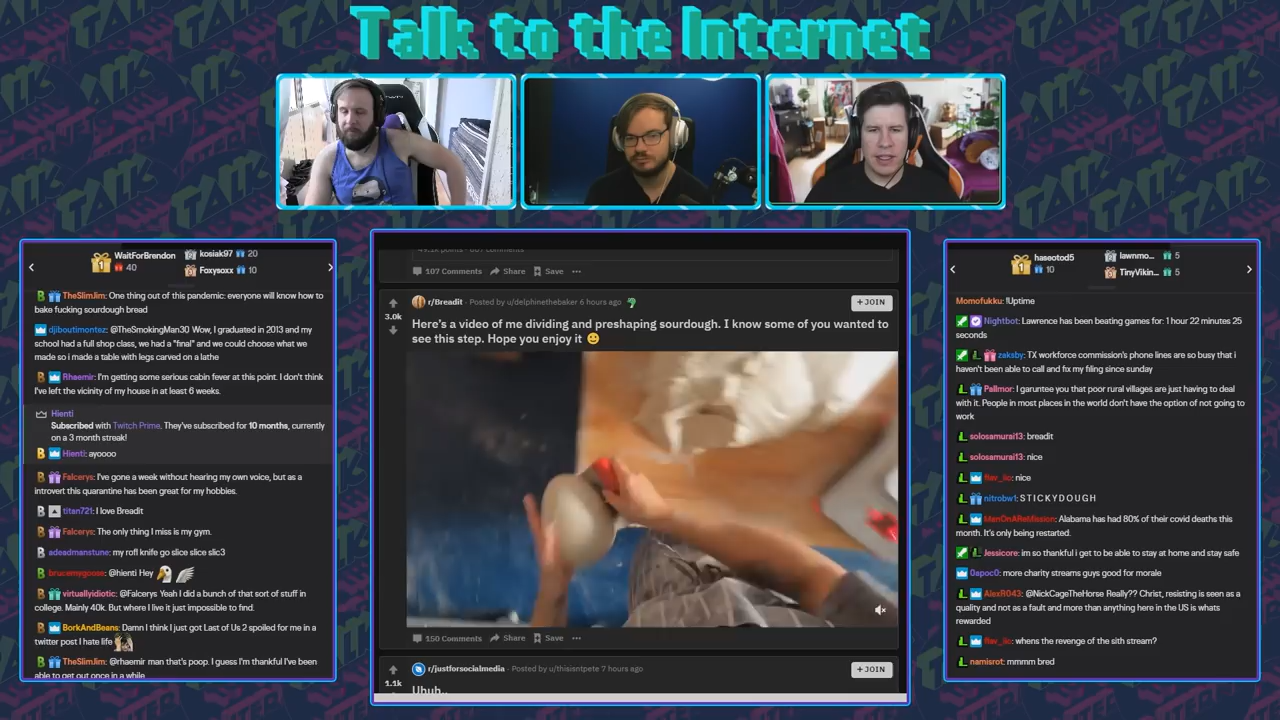 Talk to the Internet
WaitForBrendon
40
kosiak97 20
Foxysoxx 10
TheSlimJim: One thing out of this pandemic: everyone will know how to
bake fucking sourdough bread
djiboutimontez: @TheSmokingMan30 Wow, I graduated in 2013 and my
school had a full shop class, we had a "final" and we could choose what we
made so i made a table with legs carved on a lathe
Rhaemir: I'm getting some serious cabin fever at this point. I don't think
I've left the vicinity of my house in at least 6 weeks.
Hienti
Subscribed with Twitch Prime. They've subscribed for 10 months, currently
on a 3 month streak!
Hienti: ayoooo
Falcerys: I've gone a week without hearing my own voice, but as a
introvert this quarantine has been great for my hobbies.
titan721: I love Breadit
Falcerys: The only thing I miss is my gym.
adeadmanstune: my rofl knife go slice slice slic3
brucemygoose: @hienti Hey
virtuallyidiotic: @Falcerys Yeah I did a bunch of that sort of stuff in
college. Mainly 40k. But where I live it just impossible to find.
BorkAndBeans: Damn I think I just got Last of Us 2 spoiled for me in a
twitter post I hate life
TheSlimJim: @rhaemir man that's poop. I guess I'm thankful I've been
able to get out once in a while
107 Comments Share Save
r/Breadit · Posted by u/delphinethebaker 6 hours ago
+ JOIN
3.0k
Here's a video of me dividing and preshaping sourdough. I know some of you wanted to
see this step. Hope you enjoy it 😀
150 Comments Share Save
r/justforsocialmedia · Posted by u/thisisntpete 7 hours ago
+ JOIN
1.1k
Uhuh..
haseotod5
10
lawnmo... 5
TinyVikin... 5
Momofukku: !Uptime
Nightbot: Lawrence has been beating games for: 1 hour 22 minutes 25
seconds
zaksby: TX workforce commission's phone lines are so busy that i
haven't been able to call and fix my filing since sunday
Pallmor: I garuntee you that poor rural villages are just having to deal
with it. People in most places in the world don't have the option of not going to
work
solosamurai13: breadit
solosamurai13: nice
flav_iic: nice
nitrobw1: S T I C K Y D O U G H
ManOnAReMission: Alabama has had 80% of their covid deaths this
month. It's only being restarted.
Jessicore: im so thankful i get to be able to stay at home and stay safe
0apoc0: more charity streams guys good for morale
AlexR043: @NickCageTheHorse Really?? Christ, resisting is seen as a
quality and not as a fault and more than anything here in the US is whats
rewarded
flav_iic: whens the revenge of the sith stream?
namisrot: mmmm bred